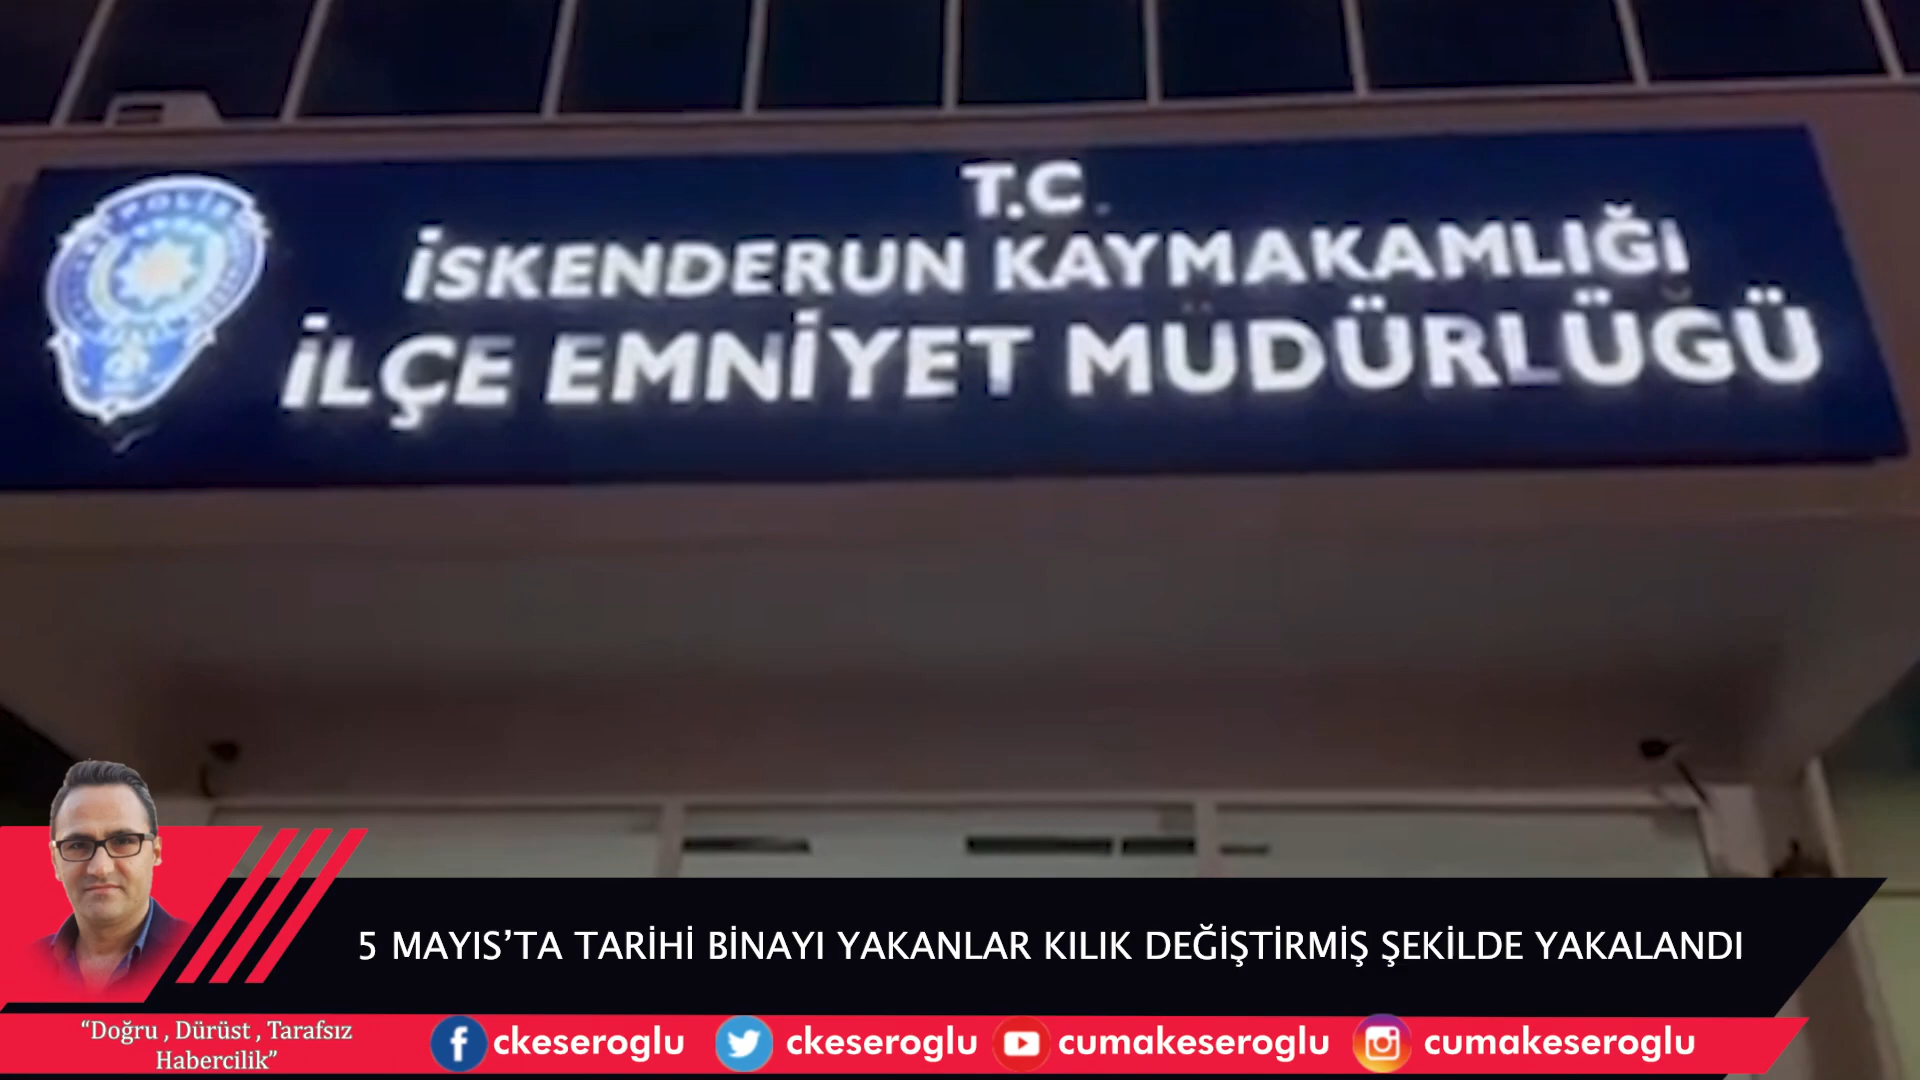 POLİS
T.C.
İSKENDERUN KAYMAKAMLIĞI
İLÇE EMNİYET MÜDÜRLÜĞÜ
5 MAYIS’TA TARİHİ BİNAYI YAKANLAR KILIK DEĞİŞTİRMİŞ ŞEKİLDE YAKALANDI
“Doğru , Dürüst , Tarafsız
Habercilik”
ckeseroglu
ckeseroglu
cumakeseroglu
cumakeseroglu